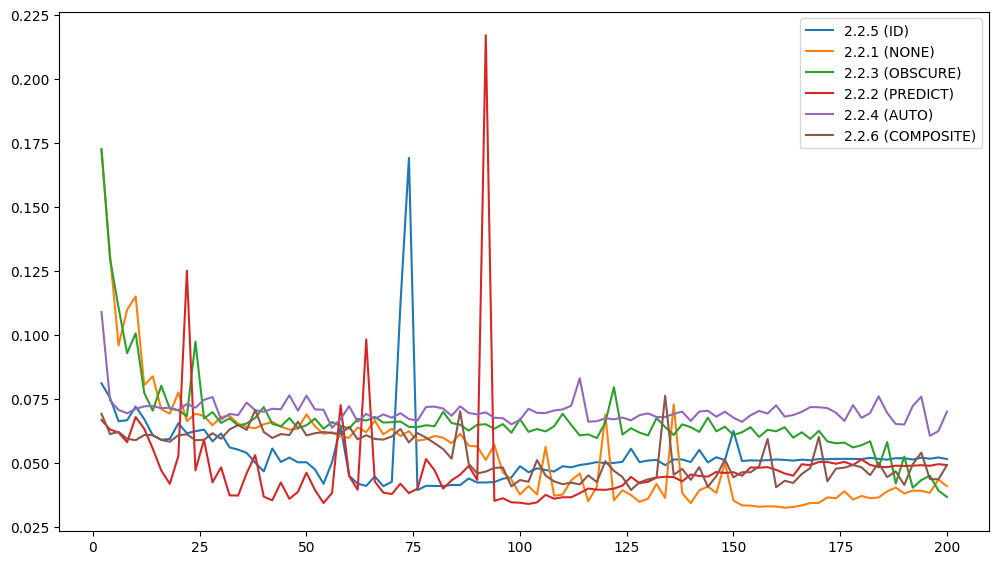 0.225
0.200
0.175
0.150
0.125
0.100
0.075
0.050
0.025
0 25 50 75 100 125 150 175 200
2.2.5 (ID)
2.2.1 (NONE)
2.2.3 (OBSCURE)
2.2.2 (PREDICT)
2.2.4 (AUTO)
2.2.6 (COMPOSITE)